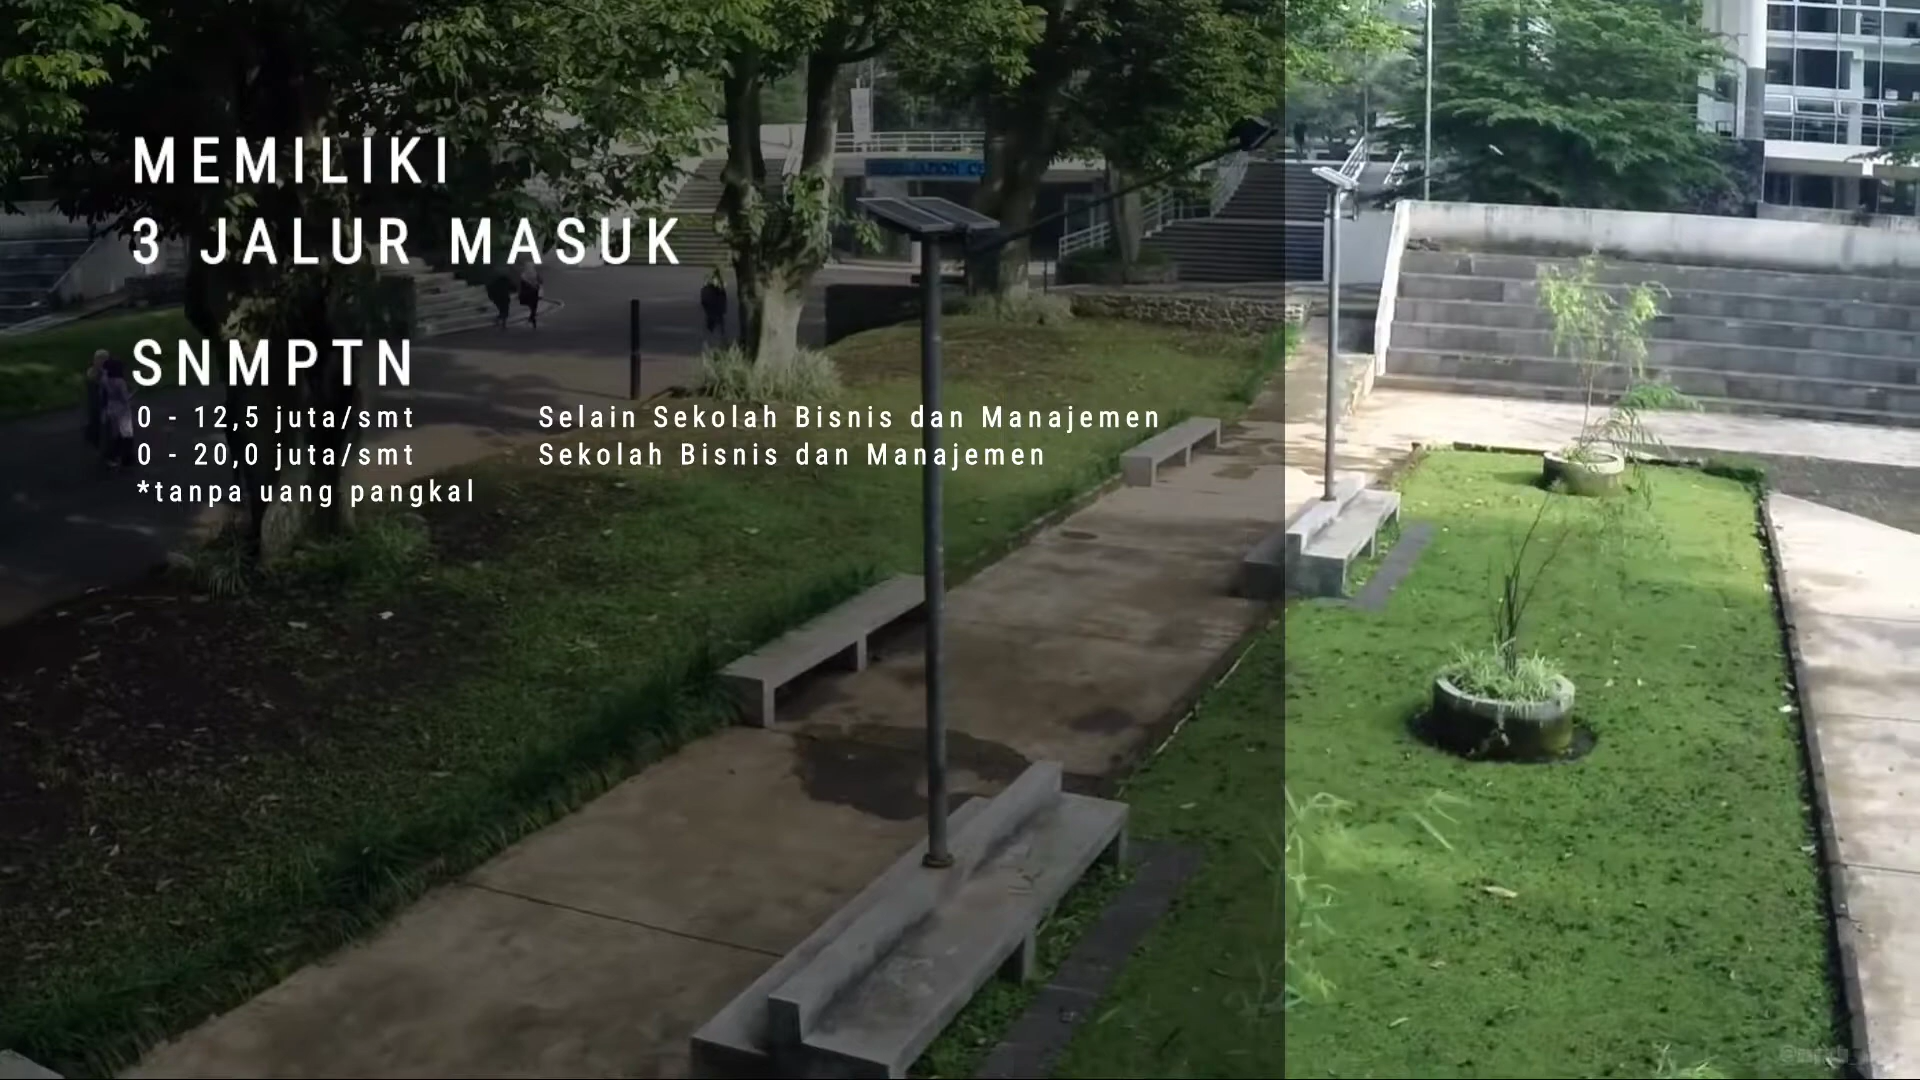 MEMILIKI
3 JALUR MASUK
SNMPTN
0 - 12,5 juta/smt Selain Sekolah Bisnis dan Manajemen
0 - 20,0 juta/smt Sekolah Bisnis dan Manajemen
*tanpa uang pangkal